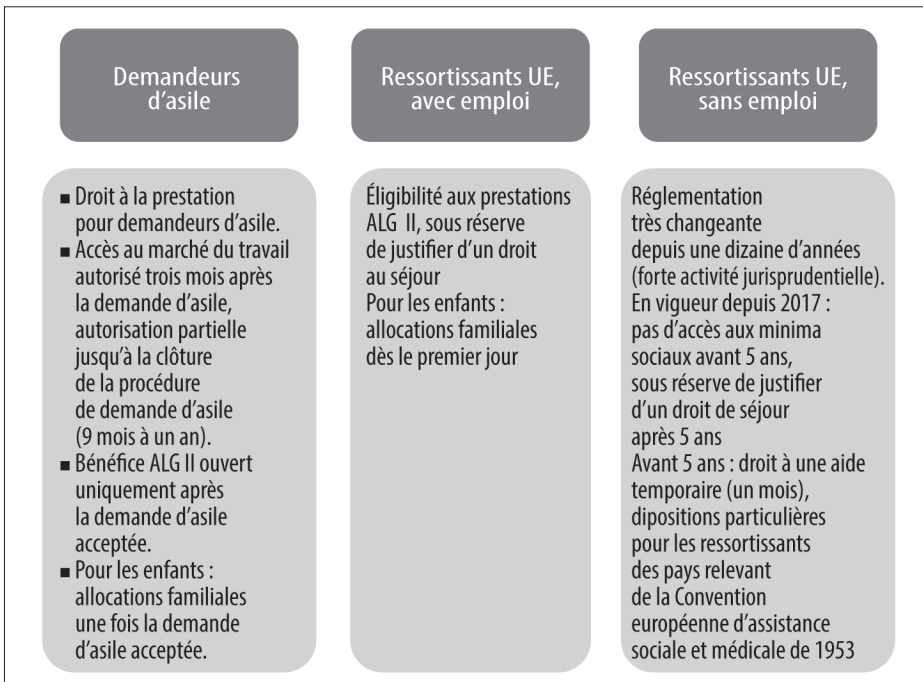 Demandeurs
d'asile
■ Droit à la prestation
pour demandeurs d'asile.
■ Accès au marché du travail
autorisé trois mois après
la demande d'asile,
autorisation partielle
jusqu'à la clôture
de la procédure
de demande d'asile
(9 mois à un an).
■ Bénéfice ALG II ouvert
uniquement après
la demande d'asile
acceptée.
■ Pour les enfants :
allocations familiales
une fois la demande
d'asile acceptée.
Ressortissants UE,
avec emploi
Éligibilité aux prestations
ALG II, sous réserve
de justifier d'un droit
au séjour
Pour les enfants :
allocations familiales
dès le premier jour
Ressortissants UE,
sans emploi
Réglementation
très changeante
depuis une dizaine d'années
(forte activité jurisprudentielle).
En vigueur depuis 2017 :
pas d'accès aux minima
sociaux avant 5 ans,
sous réserve de justifier
d'un droit de séjour
après 5 ans
Avant 5 ans : droit à une aide
temporaire (un mois),
dipositions particulières
pour les ressortissants
des pays relevant
de la Convention
européenne d'assistance
sociale et médicale de 1953